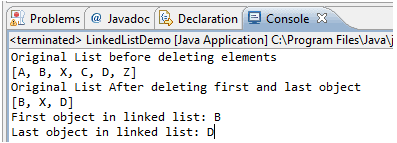 Problems @ Javadoc Declaration Console
<terminated> LinkedListDemo [Java Application] C:\Program Files\Java\j
Original List before deleting elements
[A, B, X, C, D, Z]
Original List After deleting first and last object
[B, X, D]
First object in linked list: B
Last object in linked list: D